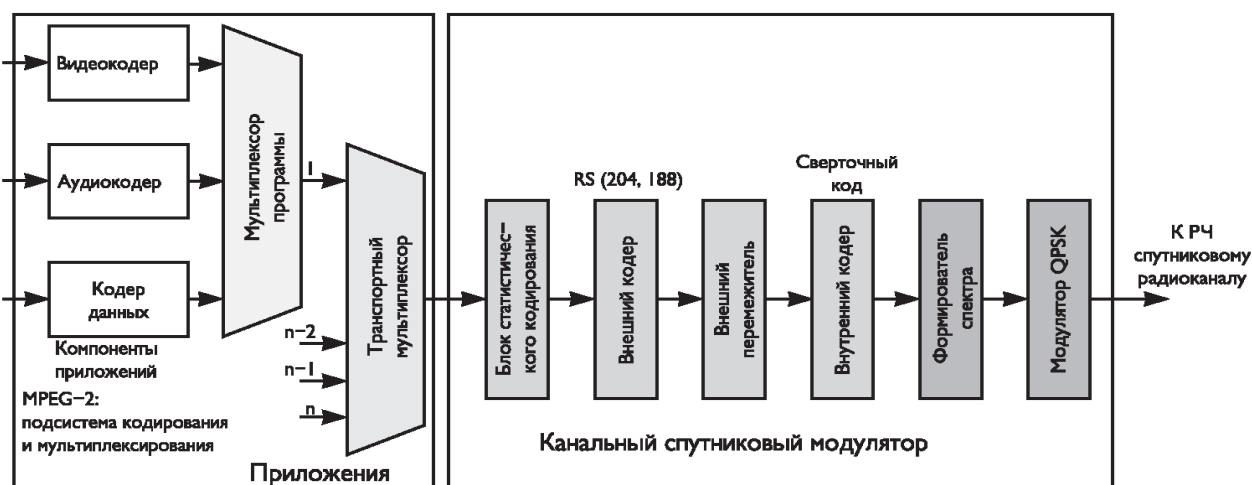 Видеокодер
Аудиокодер
Кодер
данных
Компоненты
приложений
MPEG–2:
подсистема кодирования
и мультиплексирования
Мультиплексор
программы
1
n–2
n–1
n
Транспортный
мультиплексор
Приложения
Блок статистичес–
кого кодирования
RS (204, 188)
Внешний кодер
Внешний
перемежитель
Сверточный
код
Внутренний кодер
Формирователь
спектра
Модулятор QPSK
Канальный спутниковый модулятор
К РЧ
спутниковому
радиоканалу